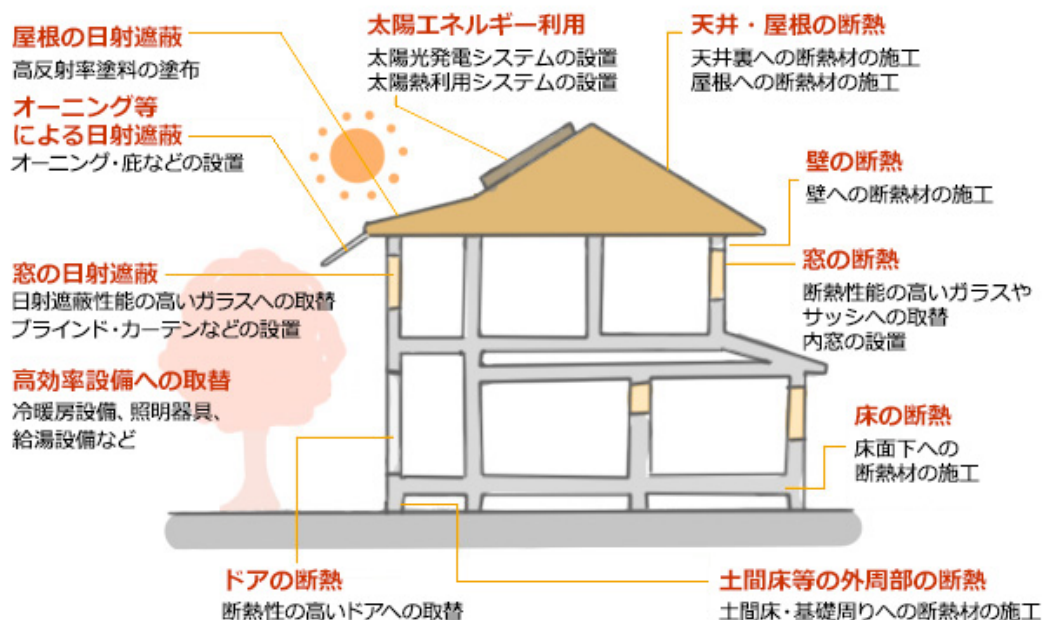 屋根の日射遮蔽
高反射率塗料の塗布
オーニング等
による日射遮蔽
オーニング・庇などの設置
窓の日射遮蔽
日射遮蔽性能の高いガラスへの取替
ブラインド・カーテンなどの設置
高効率設備への取替
冷暖房設備、照明器具、
給湯設備など
太陽エネルギー利用
太陽光発電システムの設置
太陽熱利用システムの設置
天井・屋根の断熱
天井裏への断熱材の施工
屋根への断熱材の施工
壁の断熱
壁への断熱材の施工
窓の断熱
断熱性能の高いガラスや
サッシへの取替
内窓の設置
床の断熱
床面下への
断熱材の施工
ドアの断熱
断熱性の高いドアへの取替
土間床等の外周部の断熱
土間床・基礎周りへの断熱材の施工